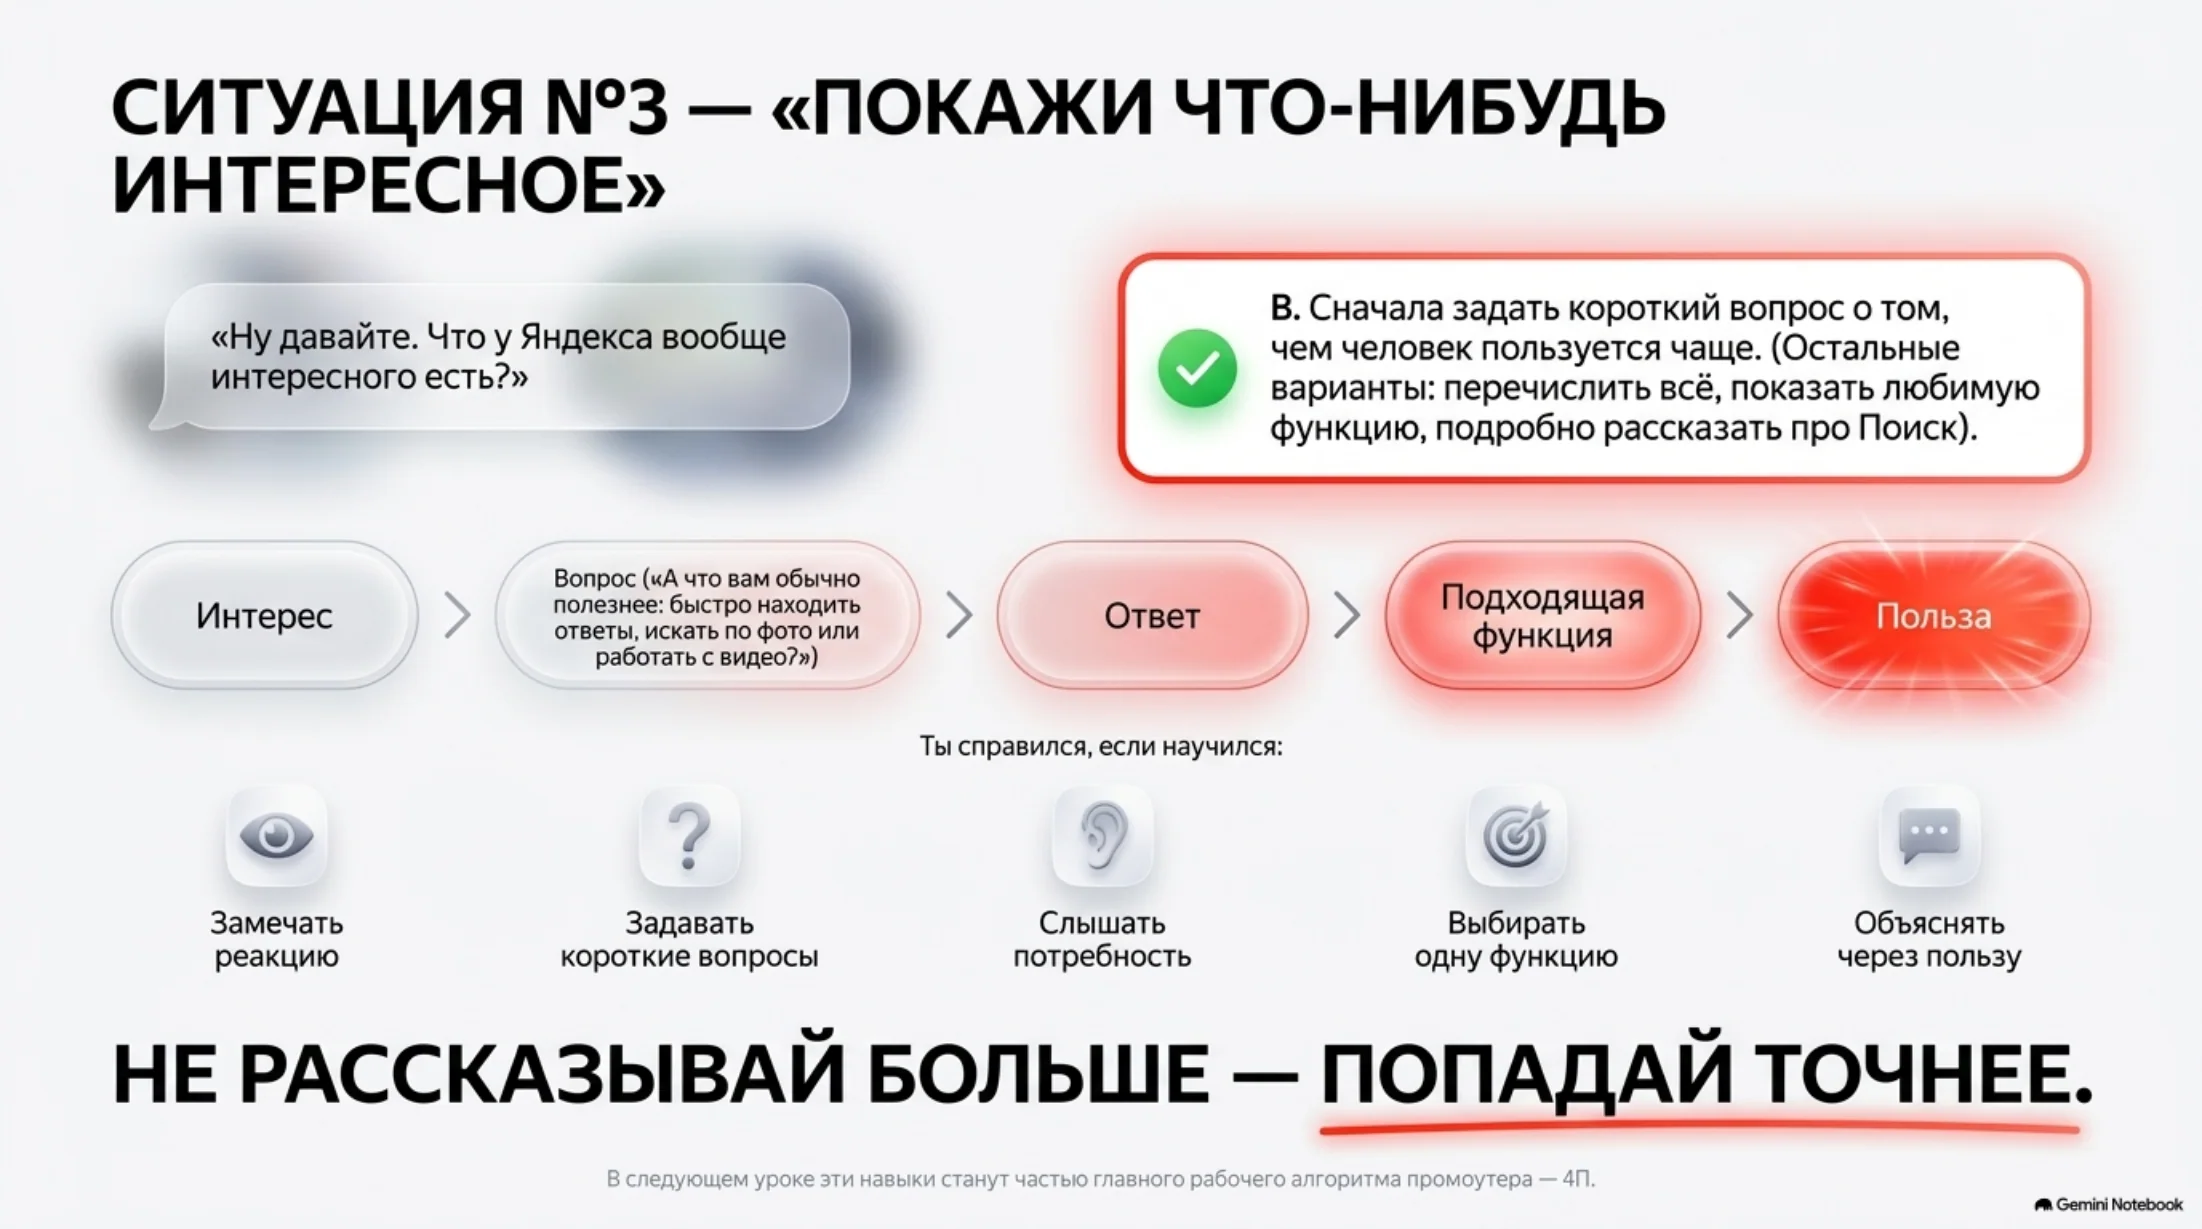 СИТУАЦИЯ №3 — «ПОКАЖИ ЧТО-НИБУДЬ
ИНТЕРЕСНОЕ»
«Ну давайте. Что у Яндекса вообще
интересного есть?»
В. Сначала задать короткий вопрос о том,
чем человек пользуется чаще. (Остальные
варианты: перечислить всё, показать любимую
функцию, подробно рассказать про Поиск).
Интерес
Вопрос («А что вам обычно
полезнее: быстро находить
ответы, искать по фото или
работать с видео?»)
Ответ
Подходящая
функция
Польза
Ты справился, если научился:
Замечать
реакцию
Задавать
короткие вопросы
Слышать
потребность
Выбирать
одну функцию
Объяснять
через пользу
НЕ РАССКАЗЫВАЙ БОЛЬШЕ — ПОПАДАЙ ТОЧНЕЕ.
В следующем уроке эти навыки станут частью главного рабочего алгоритма промоутера — 4П.
Gemini Notebook